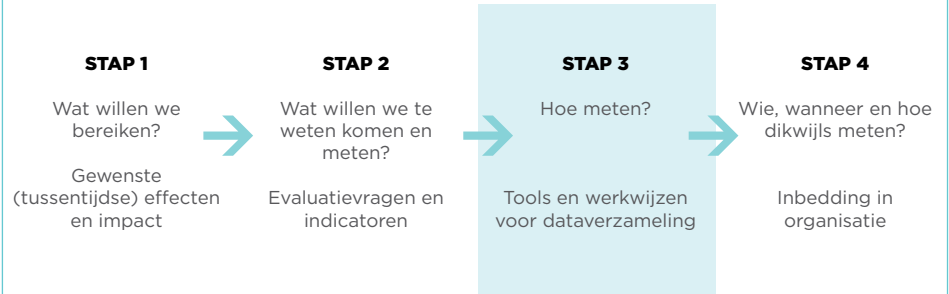 STAP 1
Wat willen we
bereiken?
Gewenste
(tussentijdse) effecten
en impact
STAP 2
Wat willen we te
weten komen en
meten?
Evaluatievragen en
indicatoren
STAP 3
Hoe meten?
Tools en werkwijzen
voor dataverzameling
STAP 4
Wie, wanneer en hoe
dikwijls meten?
Inbedding in
organisatie